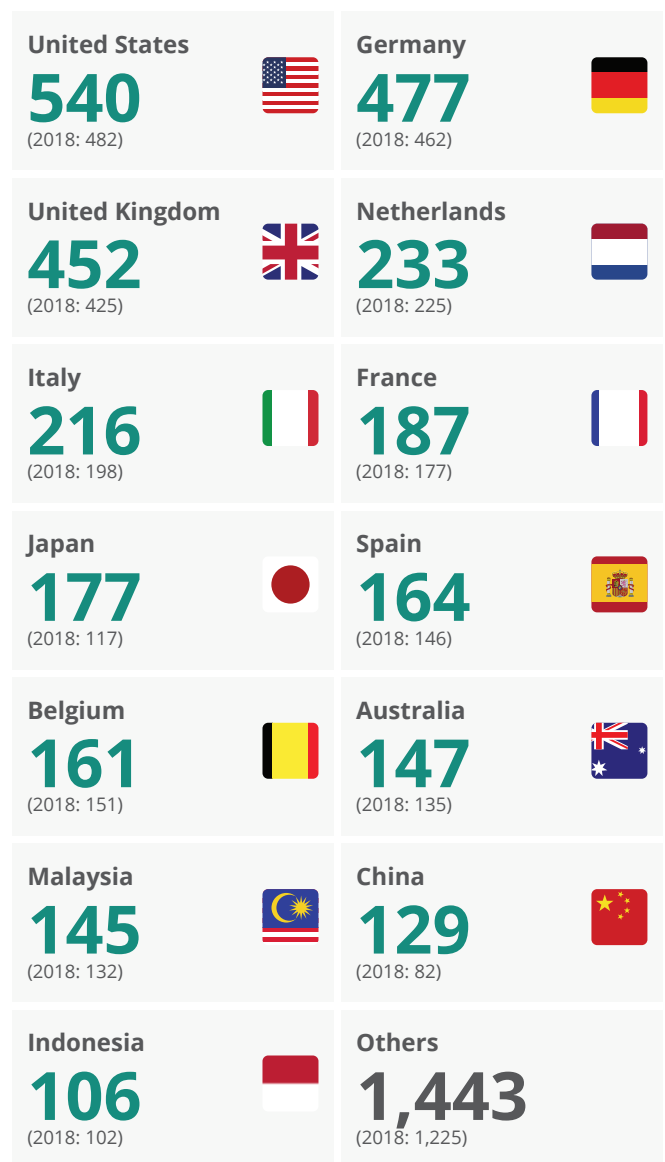 United States
540
(2018: 482)
Germany
477
(2018: 462)
United Kingdom
452
(2018: 425)
Netherlands
233
(2018: 225)
Italy
216
(2018: 198)
France
187
(2018: 177)
Japan
177
(2018: 117)
Spain
164
(2018: 146)
Belgium
161
(2018: 151)
Australia
147
(2018: 135)
Malaysia
145
(2018: 132)
China
129
(2018: 82)
Indonesia
106
(2018: 102)
Others
1,443
(2018: 1,225)